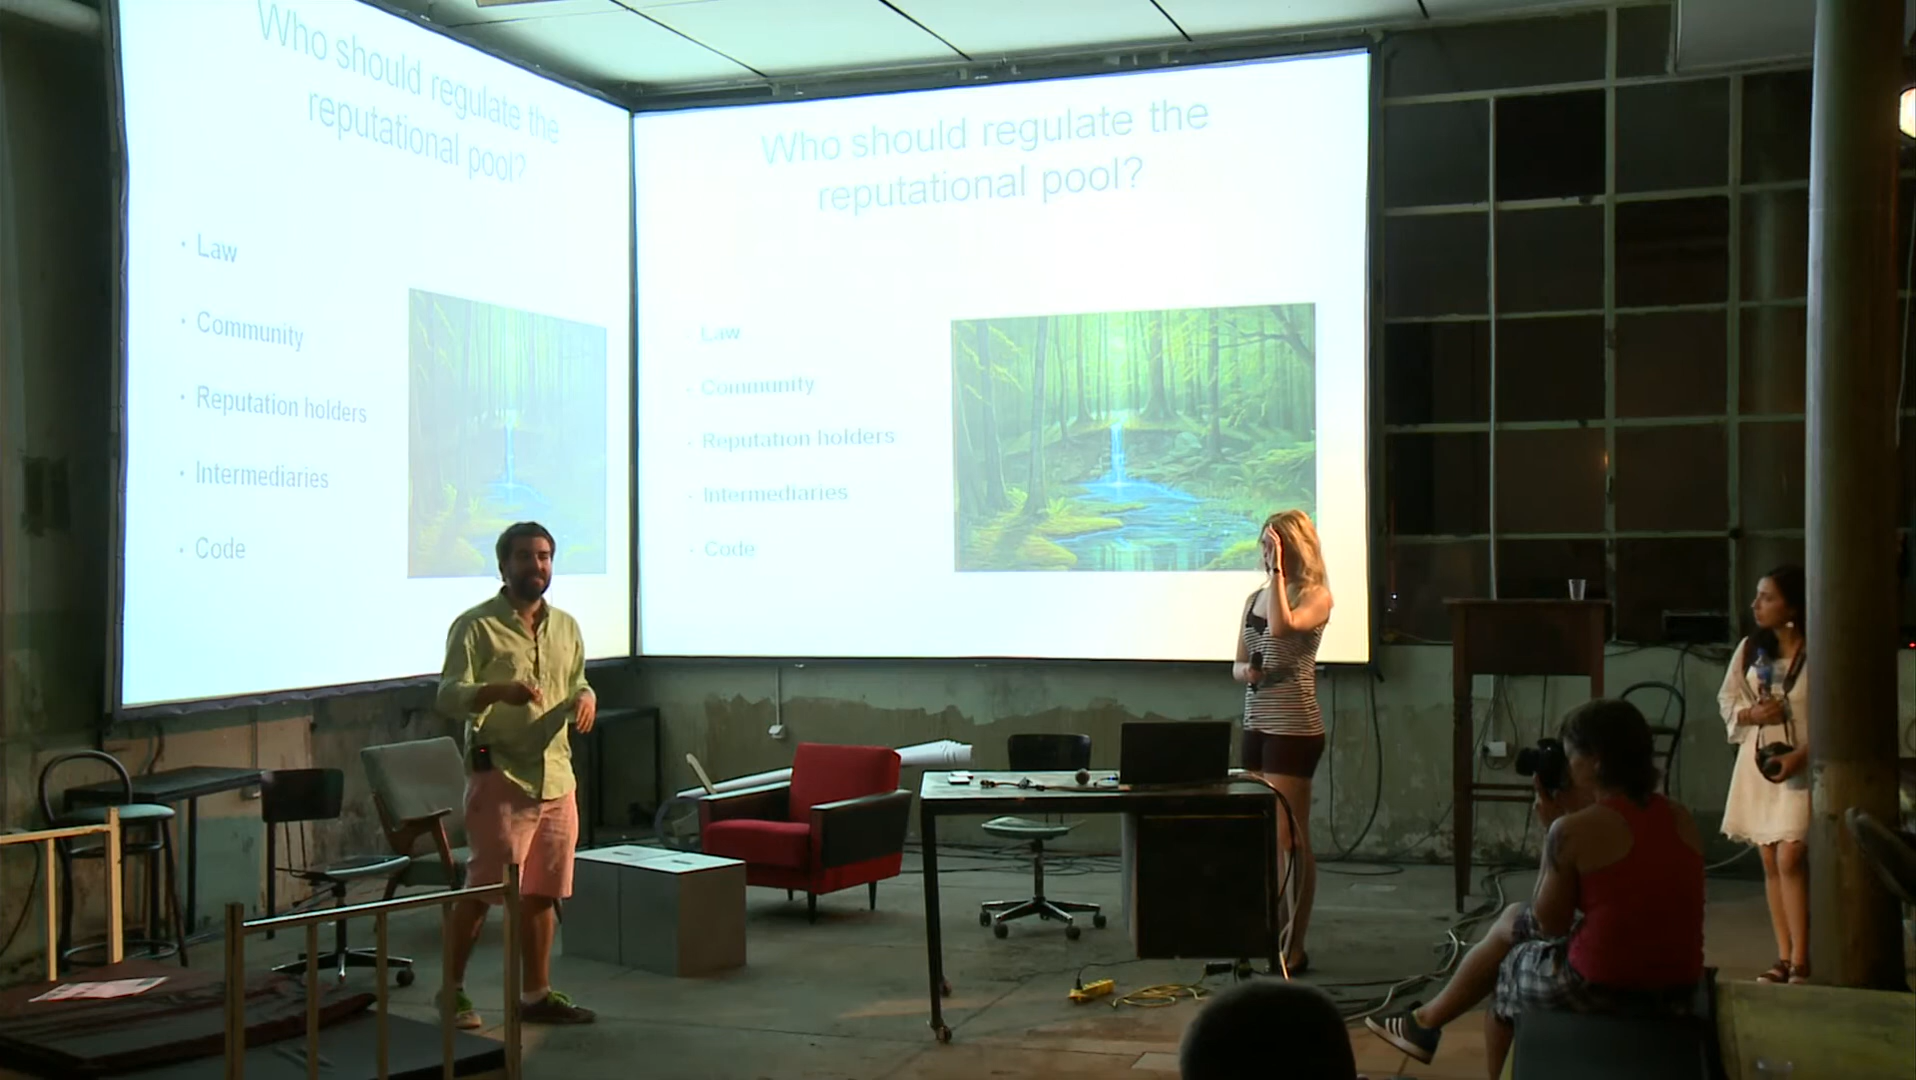 Who should regulate the
reputational pool?
• Law
• Community
• Reputation holders
• Intermediaries
• Code
Who should regulate the
reputational pool?
• Law
• Community
• Reputation holders
• Intermediaries
• Code